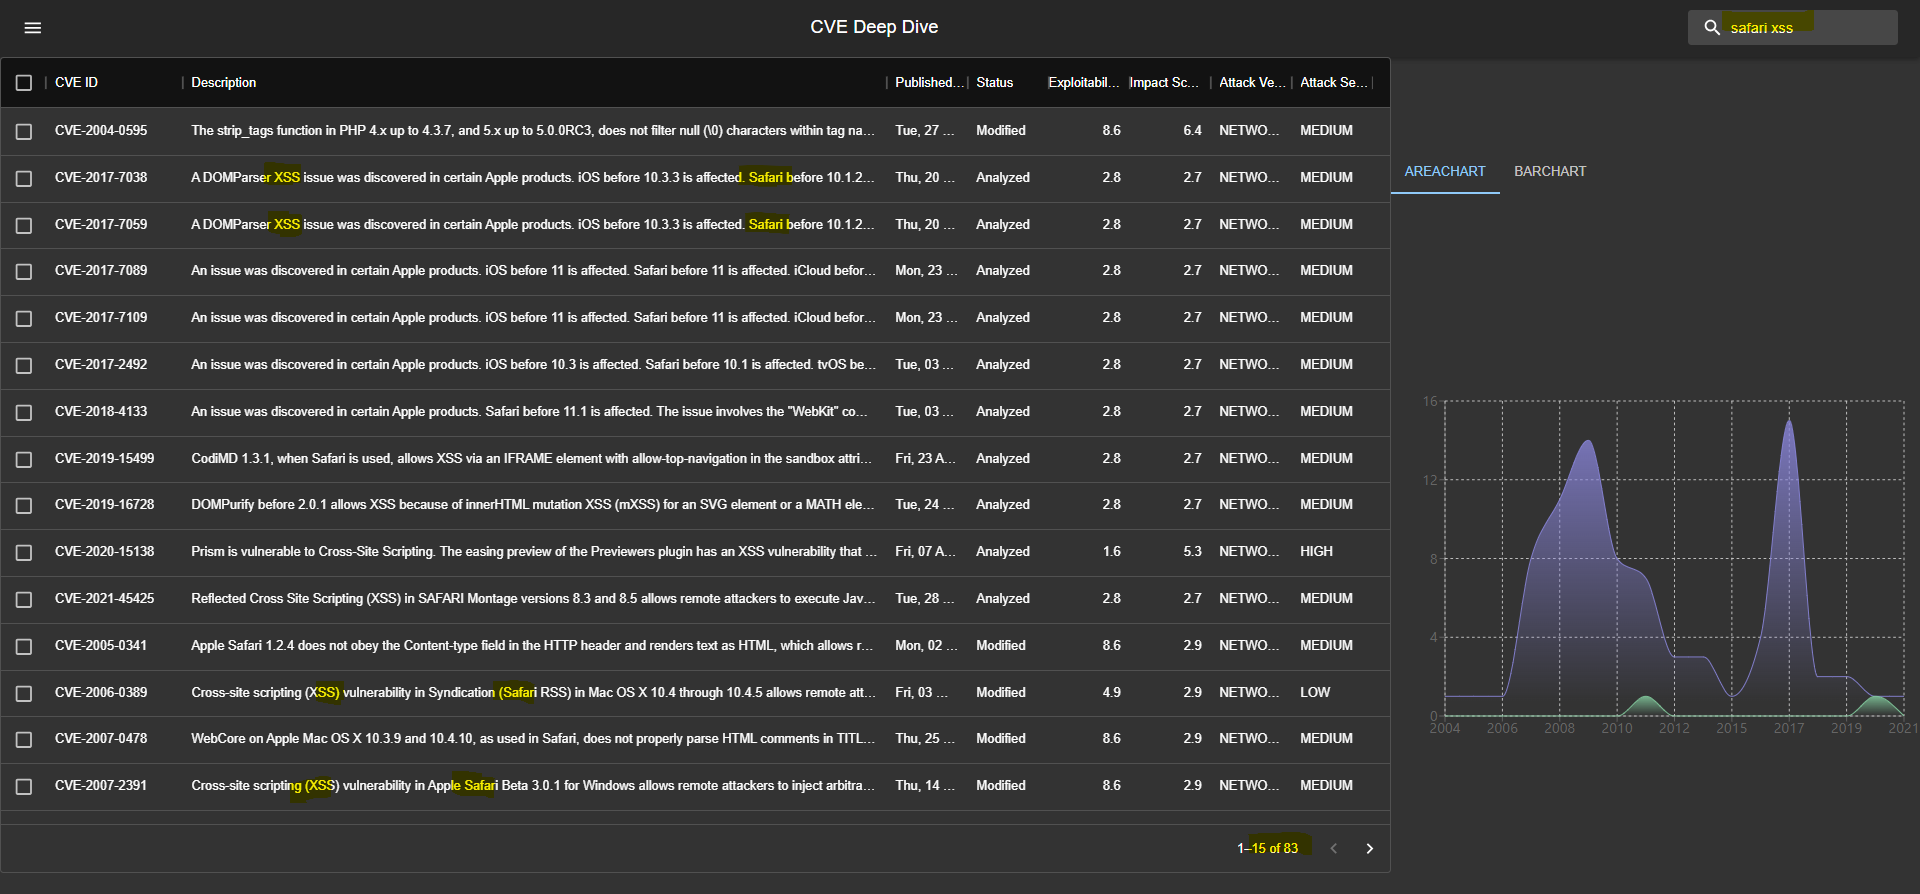 CVE Deep Dive
safari xss
CVE ID Description Published... Status Exploitabil... Impact Sc... Attack Ve... Attack Se...
CVE-2004-0595 The strip_tags function in PHP 4.x up to 4.3.7, and 5.x up to 5.0.0RC3, does not filter null (\0) characters within tag na... Tue, 27 ... Modified 8.6 6.4 NETWO... MEDIUM
CVE-2017-7038 A DOMParser XSS issue was discovered in certain Apple products. iOS before 10.3.3 is affected. Safari before 10.1.2... Thu, 20 ... Analyzed 2.8 2.7 NETWO... MEDIUM
CVE-2017-7059 A DOMParser XSS issue was discovered in certain Apple products. iOS before 10.3.3 is affected. Safari before 10.1.2... Thu, 20 ... Analyzed 2.8 2.7 NETWO... MEDIUM
CVE-2017-7089 An issue was discovered in certain Apple products. iOS before 11 is affected. Safari before 11 is affected. iCloud befor... Mon, 23 ... Analyzed 2.8 2.7 NETWO... MEDIUM
CVE-2017-7109 An issue was discovered in certain Apple products. iOS before 11 is affected. Safari before 11 is affected. iCloud befor... Mon, 23 ... Analyzed 2.8 2.7 NETWO... MEDIUM
CVE-2017-2492 An issue was discovered in certain Apple products. iOS before 10.3 is affected. Safari before 10.1 is affected. tvOS be... Tue, 03 ... Analyzed 2.8 2.7 NETWO... MEDIUM
CVE-2018-4133 An issue was discovered in certain Apple products. Safari before 11.1 is affected. The issue involves the "WebKit" co... Tue, 03 ... Analyzed 2.8 2.7 NETWO... MEDIUM
CVE-2019-15499 CodiMD 1.3.1, when Safari is used, allows XSS via an IFRAME element with allow-top-navigation in the sandbox attri... Fri, 23 A... Analyzed 2.8 2.7 NETWO... MEDIUM
CVE-2019-16728 DOMPurify before 2.0.1 allows XSS because of innerHTML mutation XSS (mXSS) for an SVG element or a MATH ele... Tue, 24 ... Analyzed 2.8 2.7 NETWO... MEDIUM
CVE-2020-15138 Prism is vulnerable to Cross-Site Scripting. The easing preview of the Previewers plugin has an XSS vulnerability that ... Fri, 07 A... Analyzed 1.6 5.3 NETWO... HIGH
CVE-2021-45425 Reflected Cross Site Scripting (XSS) in SAFARI Montage versions 8.3 and 8.5 allows remote attackers to execute Jav... Tue, 28 ... Analyzed 2.8 2.7 NETWO... MEDIUM
CVE-2005-0341 Apple Safari 1.2.4 does not obey the Content-type field in the HTTP header and renders text as HTML, which allows r... Mon, 02 ... Modified 8.6 2.9 NETWO... MEDIUM
CVE-2006-0389 Cross-site scripting (XSS) vulnerability in Syndication (Safari RSS) in Mac OS X 10.4 through 10.4.5 allows remote att... Fri, 03 ... Modified 4.9 2.9 NETWO... LOW
CVE-2007-0478 WebCore on Apple Mac OS X 10.3.9 and 10.4.10, as used in Safari, does not properly parse HTML comments in TITL... Thu, 25 ... Modified 8.6 2.9 NETWO... MEDIUM
CVE-2007-2391 Cross-site scripting (XSS) vulnerability in Apple Safari Beta 3.0.1 for Windows allows remote attackers to inject arbitra... Thu, 14 ... Modified 8.6 2.9 NETWO... MEDIUM
1–15 of 83
AREACHART BARCHART
16
12
8
4
0
2004 2006 2008 2010 2012 2015 2017 2019 2021